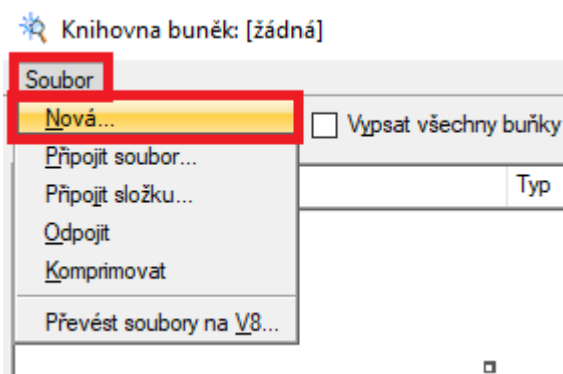 Knihovna buněk: [žádná]
Soubor
Nová...
Vypsat všechny buňky
Připojit soubor...
Připojit složku...
Typ
Odpojit
Komprimovat
Převést soubory na V8...